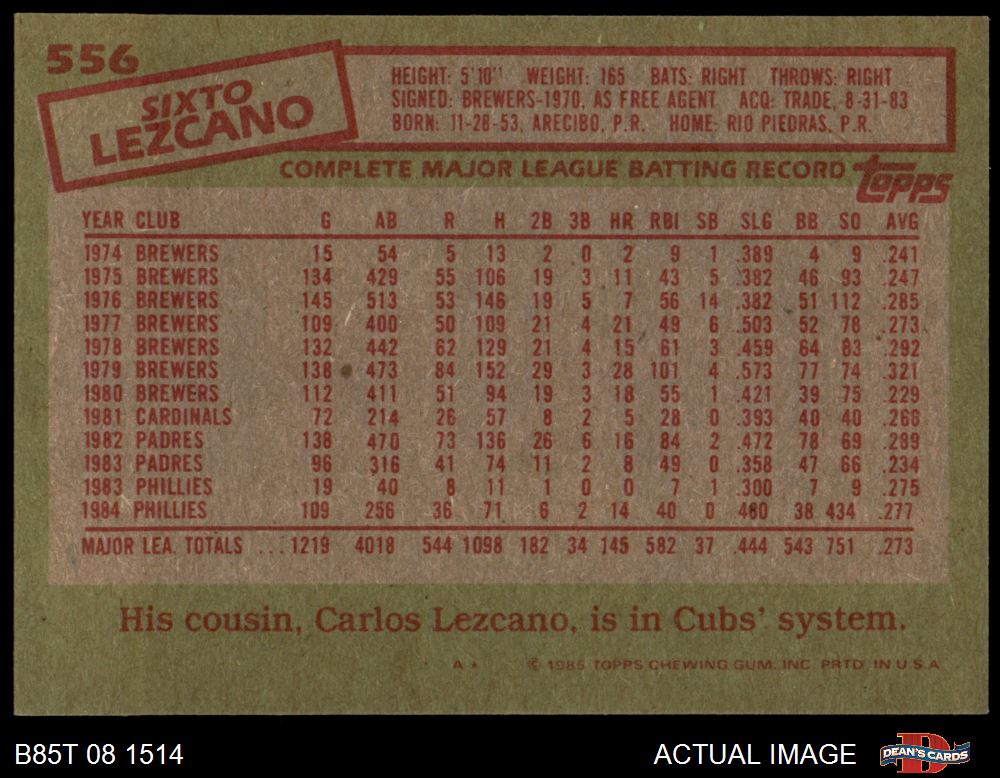 556
SIXTO
LEZCANO
HEIGHT: 5'10" WEIGHT: 165 BATS: RIGHT THROWS: RIGHT
SIGNED: BREWERS-1970, AS FREE AGENT ACQ: TRADE, 8-31-83
BORN: 11-28-53, ARECIBO, P.R. HOME: RIO PIEDRAS, P.R.
COMPLETE MAJOR LEAGUE BATTING RECORD topps
YEAR CLUB G AB R H 2B 3B HR RBI SB SLG BB SO AVG
1974 BREWERS 15 54 5 13 2 0 2 9 1 .389 4 9 .241
1975 BREWERS 134 429 55 106 19 3 11 43 5 .382 46 93 .247
1976 BREWERS 145 513 53 146 19 5 7 56 14 .382 51 112 .285
1977 BREWERS 109 400 50 109 21 4 21 49 6 .503 52 78 .273
1978 BREWERS 132 442 62 129 21 4 15 61 3 .459 64 83 .292
1979 BREWERS 138 473 84 152 29 3 28 101 4 .573 77 74 .321
1980 BREWERS 112 411 51 94 19 3 18 55 1 .421 39 75 .229
1981 CARDINALS 72 214 26 57 8 2 5 28 0 .393 40 40 .266
1982 PADRES 138 470 73 136 26 6 16 84 2 .472 78 69 .289
1983 PADRES 96 316 41 74 11 2 8 49 0 .358 47 66 .234
1983 PHILLIES 19 40 8 11 1 0 0 7 1 .300 7 9 .275
1984 PHILLIES 109 256 36 71 6 2 14 40 0 .480 38 434 .277
MAJOR LEA. TOTALS ... 1219 4018 544 1098 182 34 145 582 37 .444 543 751 .273
His cousin, Carlos Lezcano, is in Cubs' system.
A * © 1985 TOPPS CHEWING GUM, INC. PRTD. IN U.S.A.
B85T 08 1514 ACTUAL IMAGE DEAN'S CARDS